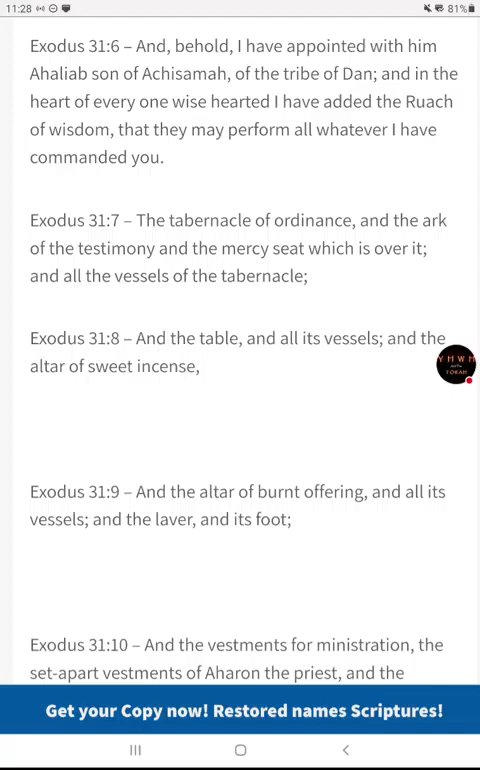 11:28
81%
Exodus 31:6 – And, behold, I have appointed with him
Ahaliab son of Achisamah, of the tribe of Dan; and in the
heart of every one wise hearted I have added the Ruach
of wisdom, that they may perform all whatever I have
commanded you.
Exodus 31:7 – The tabernacle of ordinance, and the ark
of the testimony and the mercy seat which is over it;
and all the vessels of the tabernacle;
Exodus 31:8 – And the table, and all its vessels; and the
altar of sweet incense,
YHWH
and the
TORAH
Exodus 31:9 – And the altar of burnt offering, and all its
vessels; and the laver, and its foot;
Exodus 31:10 – And the vestments for ministration, the
set-apart vestments of Aharon the priest, and the
Get your Copy now! Restored names Scriptures!